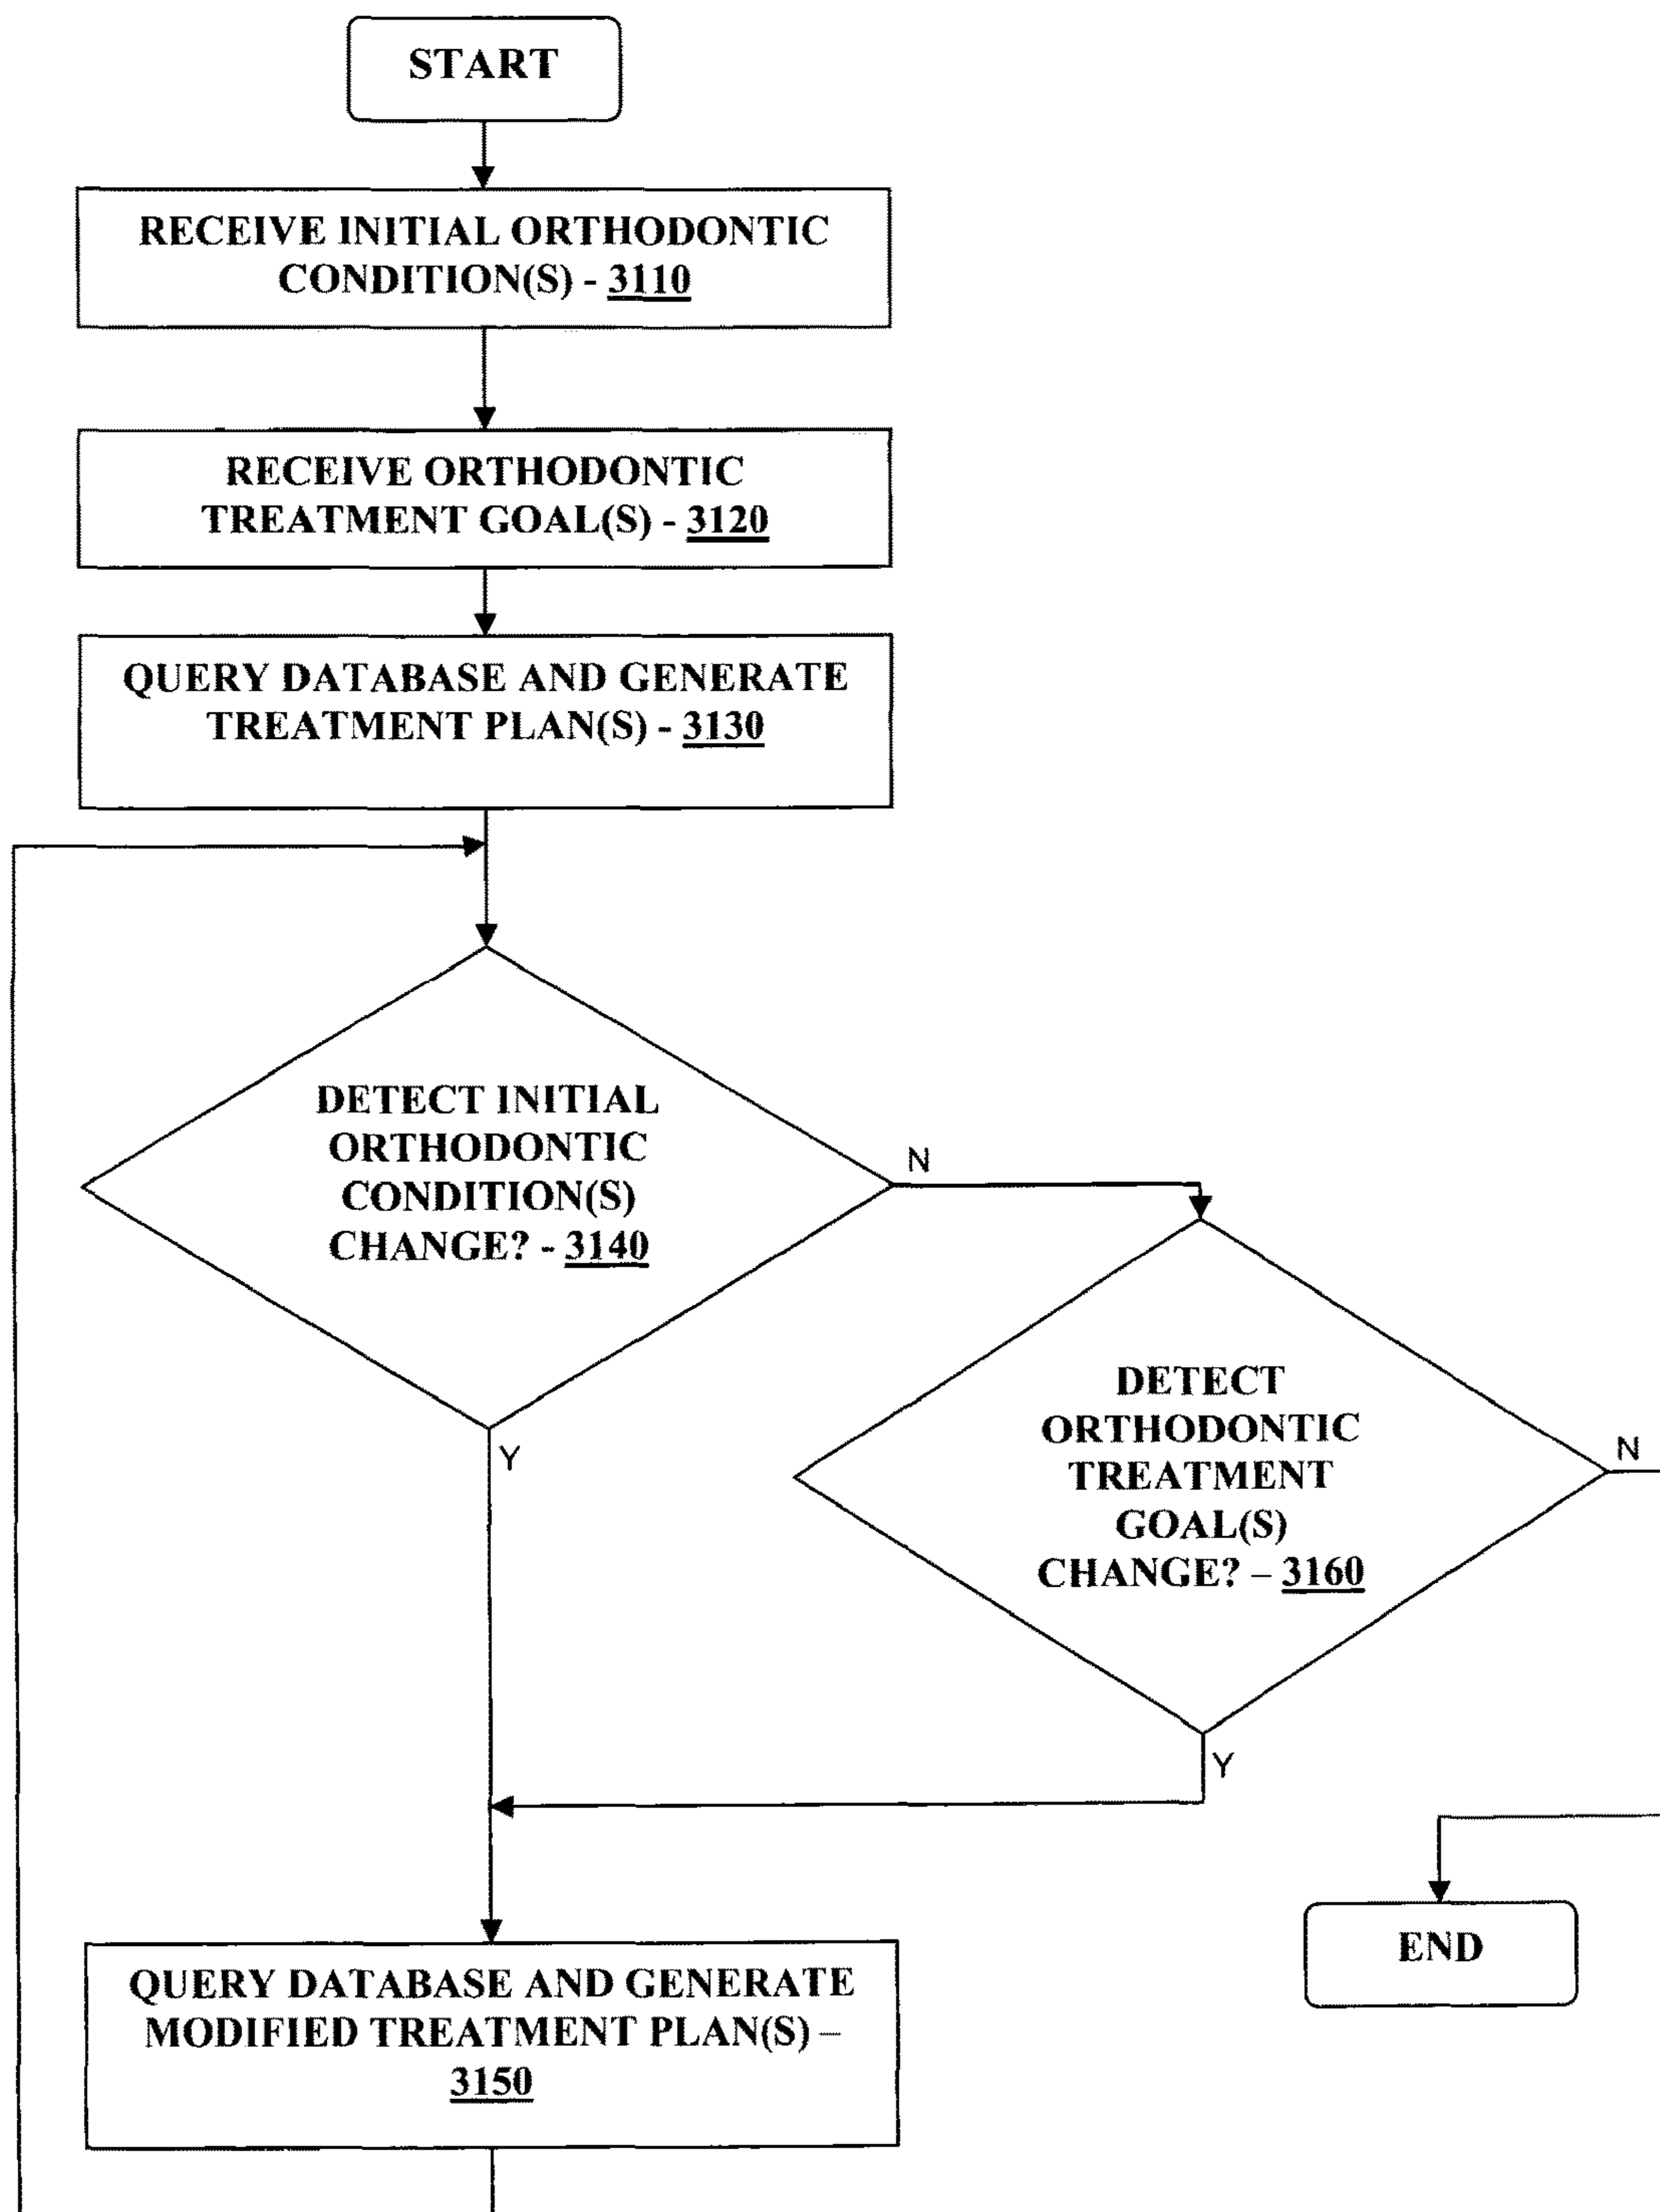 START
RECEIVE INITIAL ORTHODONTIC
CONDITION(S) - 3110
RECEIVE ORTHODONTIC
TREATMENT GOAL(S) - 3120
QUERY DATABASE AND GENERATE
TREATMENT PLAN(S) - 3130
DETECT INITIAL
ORTHODONTIC
CONDITION(S)
CHANGE? - 3140
N
Y
DETECT
ORTHODONTIC
TREATMENT
GOAL(S)
CHANGE? – 3160
N
Y
END
QUERY DATABASE AND GENERATE
MODIFIED TREATMENT PLAN(S) –
3150